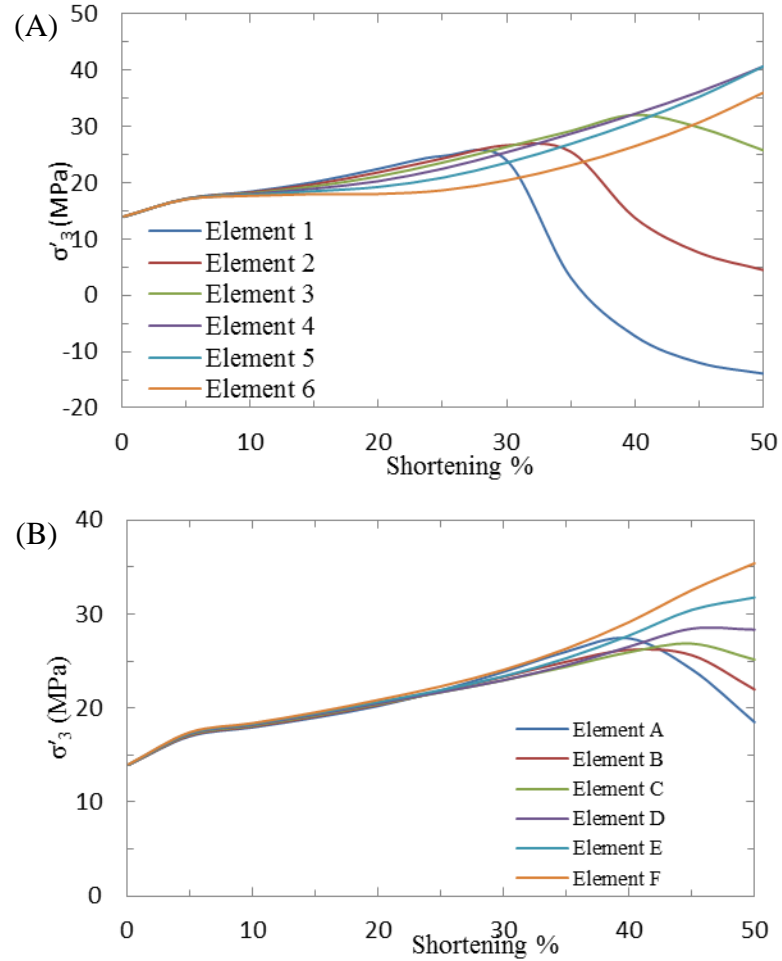 (A)
σ′3 (MPa)
50
40
30
20
10
0
-10
-20
Element 1
Element 2
Element 3
Element 4
Element 5
Element 6
0 10 20 30 40 50
Shortening %
(B)
σ′3 (MPa)
40
30
20
10
0
Element A
Element B
Element C
Element D
Element E
Element F
0 10 20 30 40 50
Shortening %